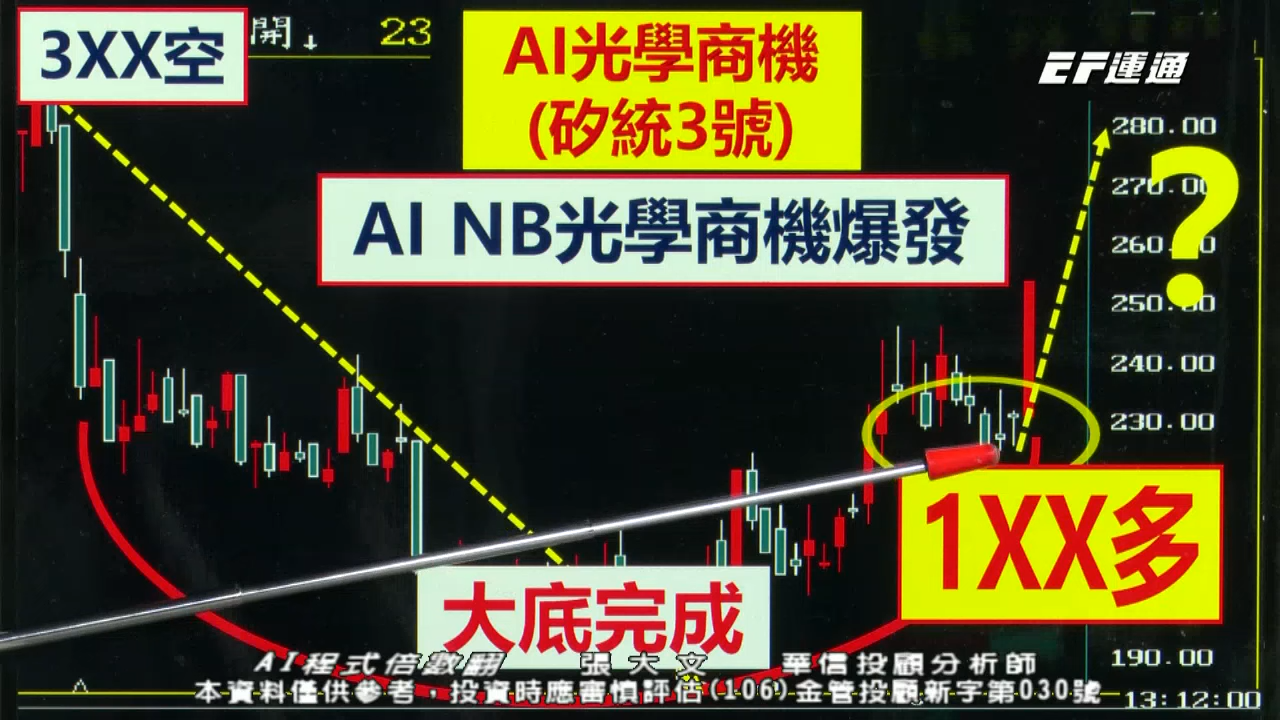 3XX空
開↓ 23
AI光學商機
(矽統3號)
EF運通
AI NB光學商機爆發
280.00
270.00
260.00
250.00
240.00
230.00
1XX多
大底完成
190.00
AI程式倍數翻 張大文 華信投顧分析師
本資料僅供參考,投資時應審慎評估(106)金管投顧新字第030號
13:12:00
?